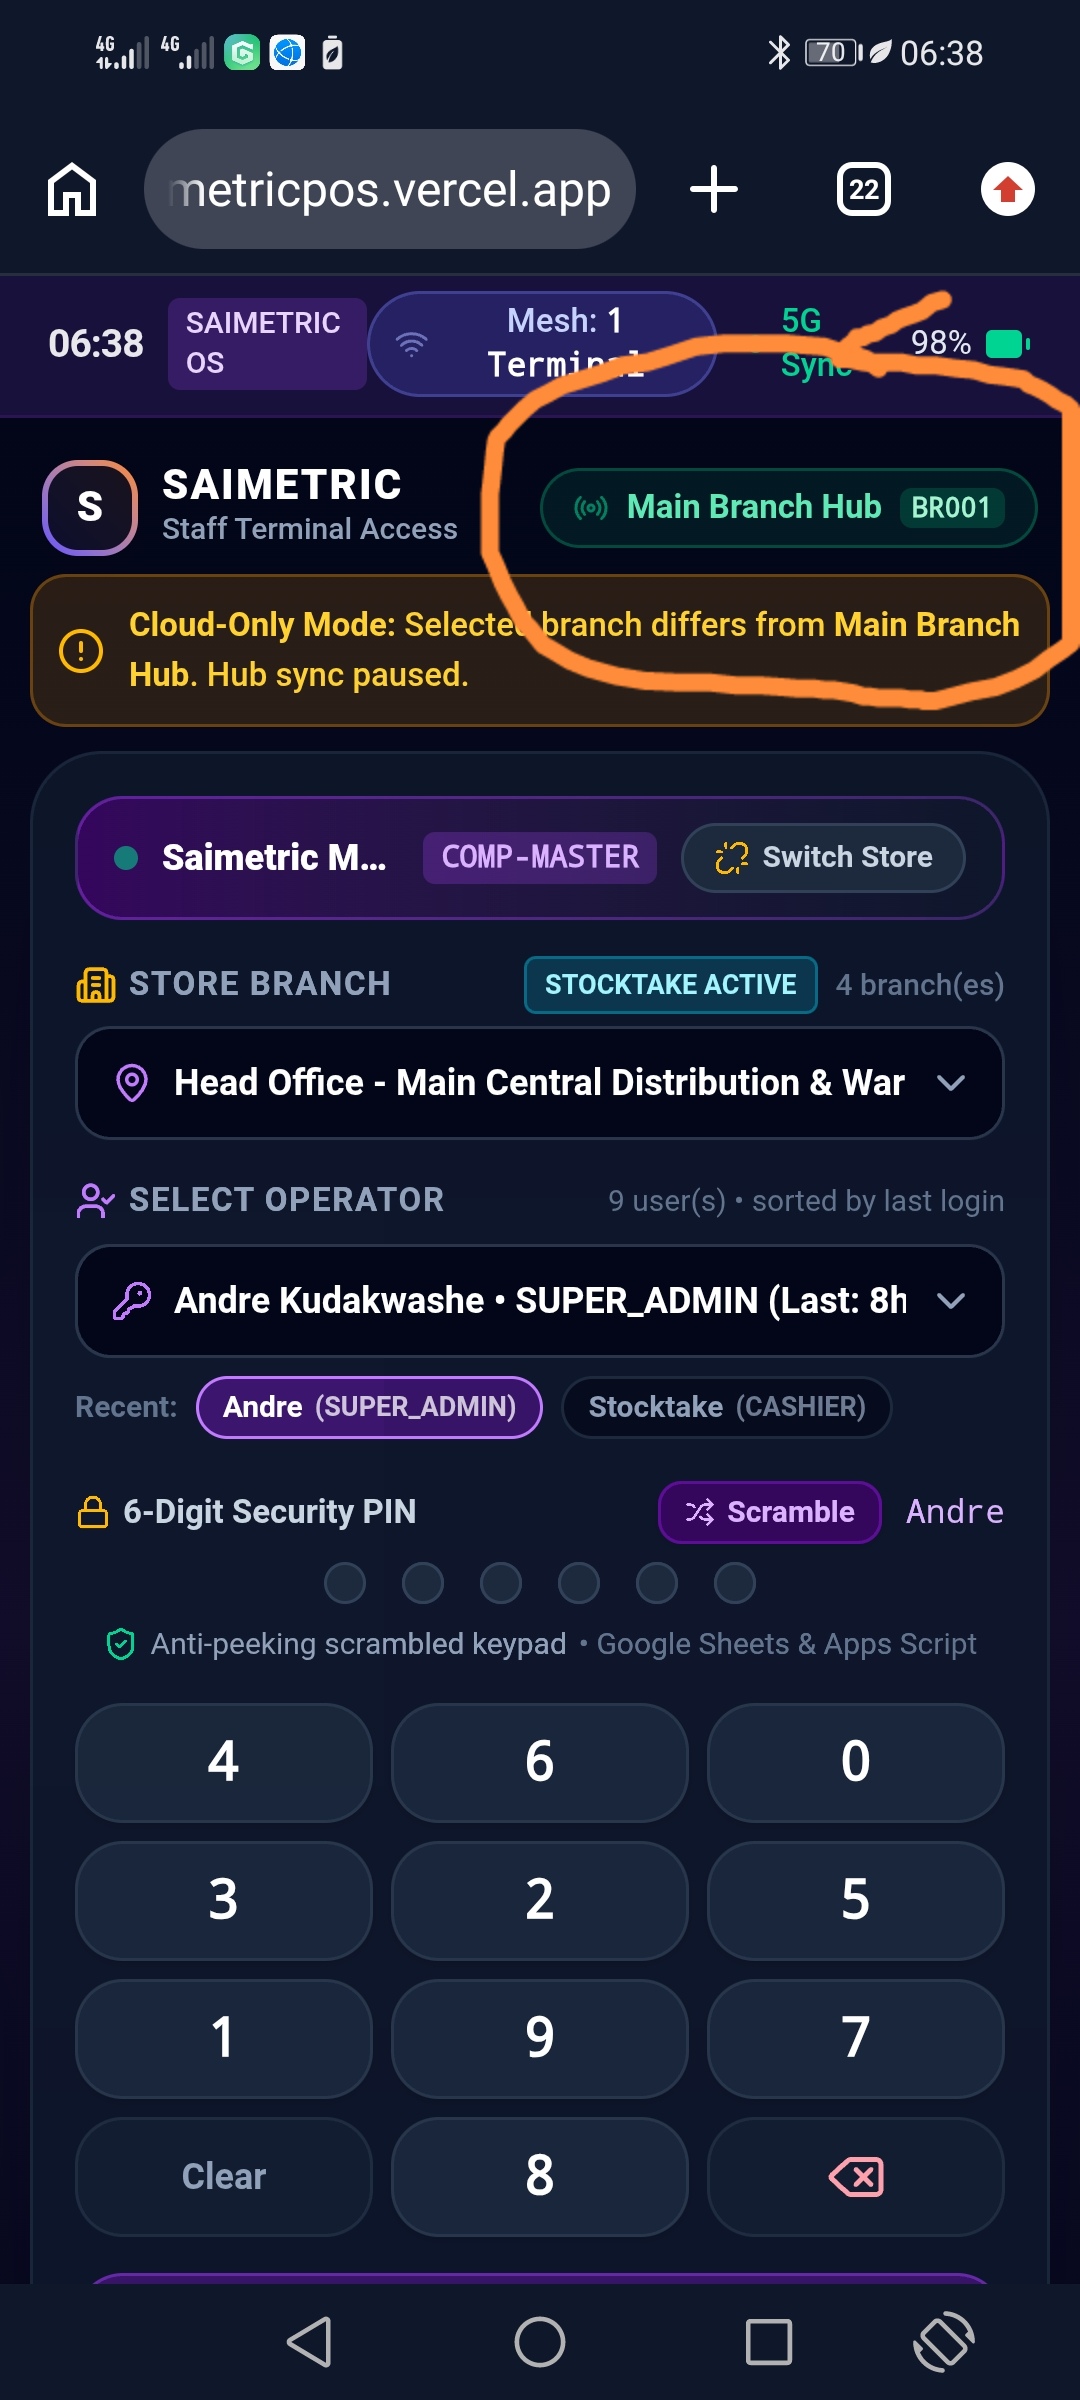 4G 4G 70 06:38
metricpos.vercel.app 22
06:38 SAIMETRIC OS Mesh: 1 Terminal 5G Sync 98%
S SAIMETRIC
Staff Terminal Access
Main Branch Hub BR001
Cloud-Only Mode: Selected branch differs from Main Branch
Hub. Hub sync paused.
Saimetric M... COMP-MASTER Switch Store
STORE BRANCH STOCKTAKE ACTIVE 4 branch(es)
Head Office - Main Central Distribution & War
SELECT OPERATOR 9 user(s) • sorted by last login
Andre Kudakwashe • SUPER_ADMIN (Last: 8h
Recent: Andre (SUPER_ADMIN) Stocktake (CASHIER)
6-Digit Security PIN Scramble Andre
Anti-peeking scrambled keypad • Google Sheets & Apps Script
4 6 0
3 2 5
1 9 7
Clear 8